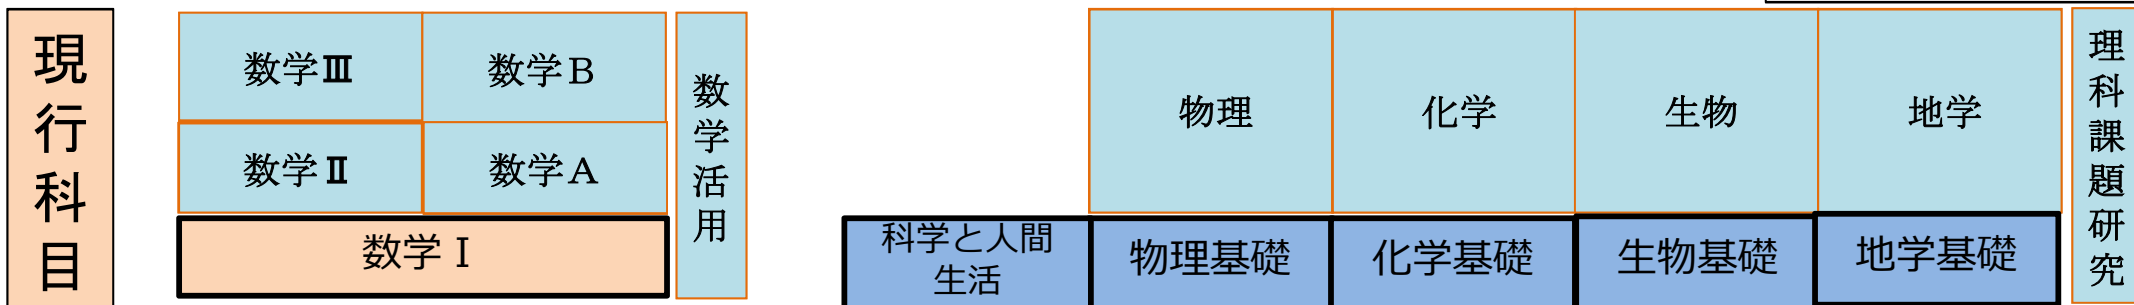 現行科目
数学Ⅲ
数学B
数学Ⅱ
数学A
数学Ⅰ
数学活用
物理
化学
生物
地学
科学と人間
生活
物理基礎
化学基礎
生物基礎
地学基礎
理科課題研究